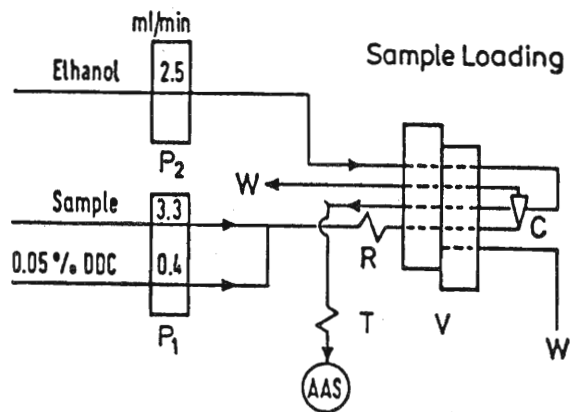 ml/min
Sample Loading
Ethanol 2.5
P2
W
Sample 3.3
0.05 % DDC 0.4
P1
R
C
T
V
W
AAS